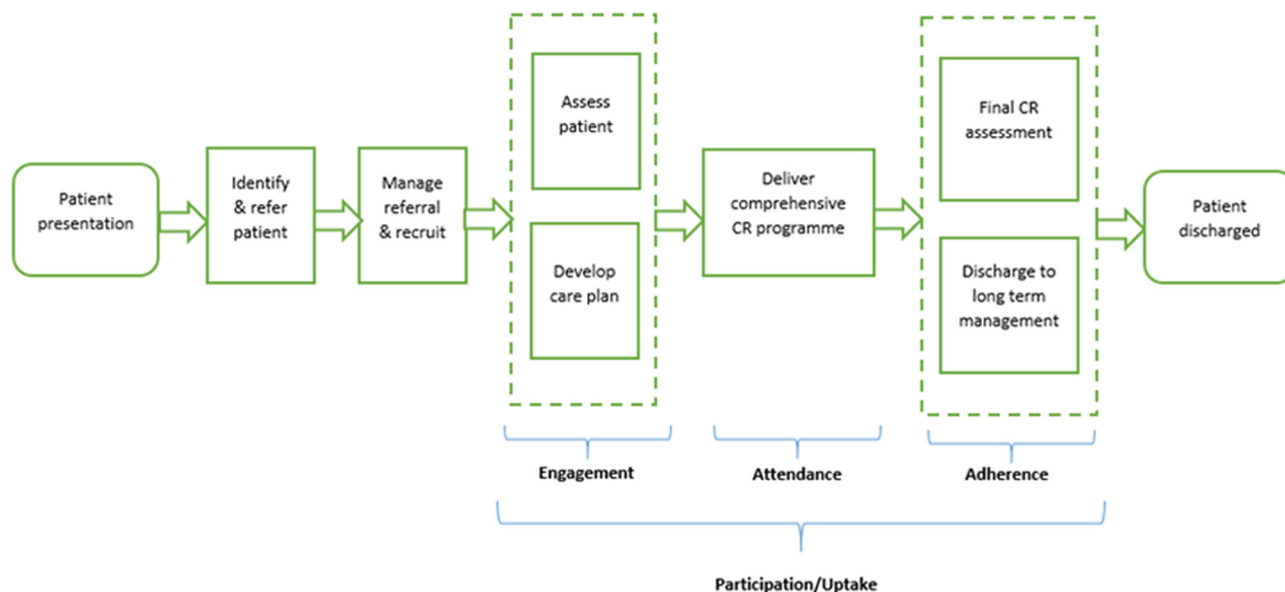 Patient
presentation
Identify
& refer
patient
Manage
referral
& recruit
Assess
patient
Develop
care plan
Deliver
comprehensive
CR programme
Final CR
assessment
Discharge to
long term
management
Patient
discharged
Engagement
Attendance
Adherence
Participation/Uptake